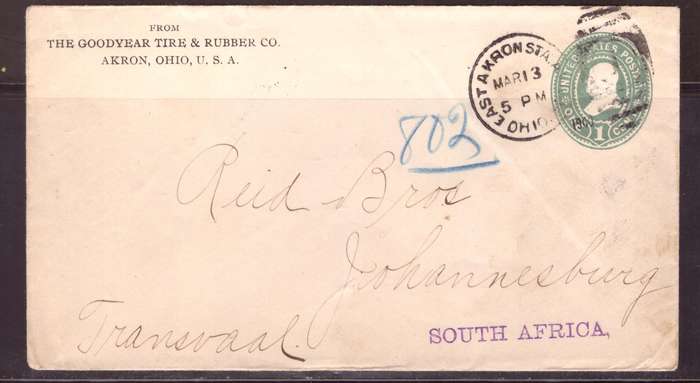 FROM
THE GOODYEAR TIRE & RUBBER CO.
AKRON, OHIO, U. S. A.
EAST AKRON STA. OHIO
MAR 13
5 PM
UNITED STATES POSTAGE
1
802
Reid Bros
Johannesburg
Transvaal.
SOUTH AFRICA,